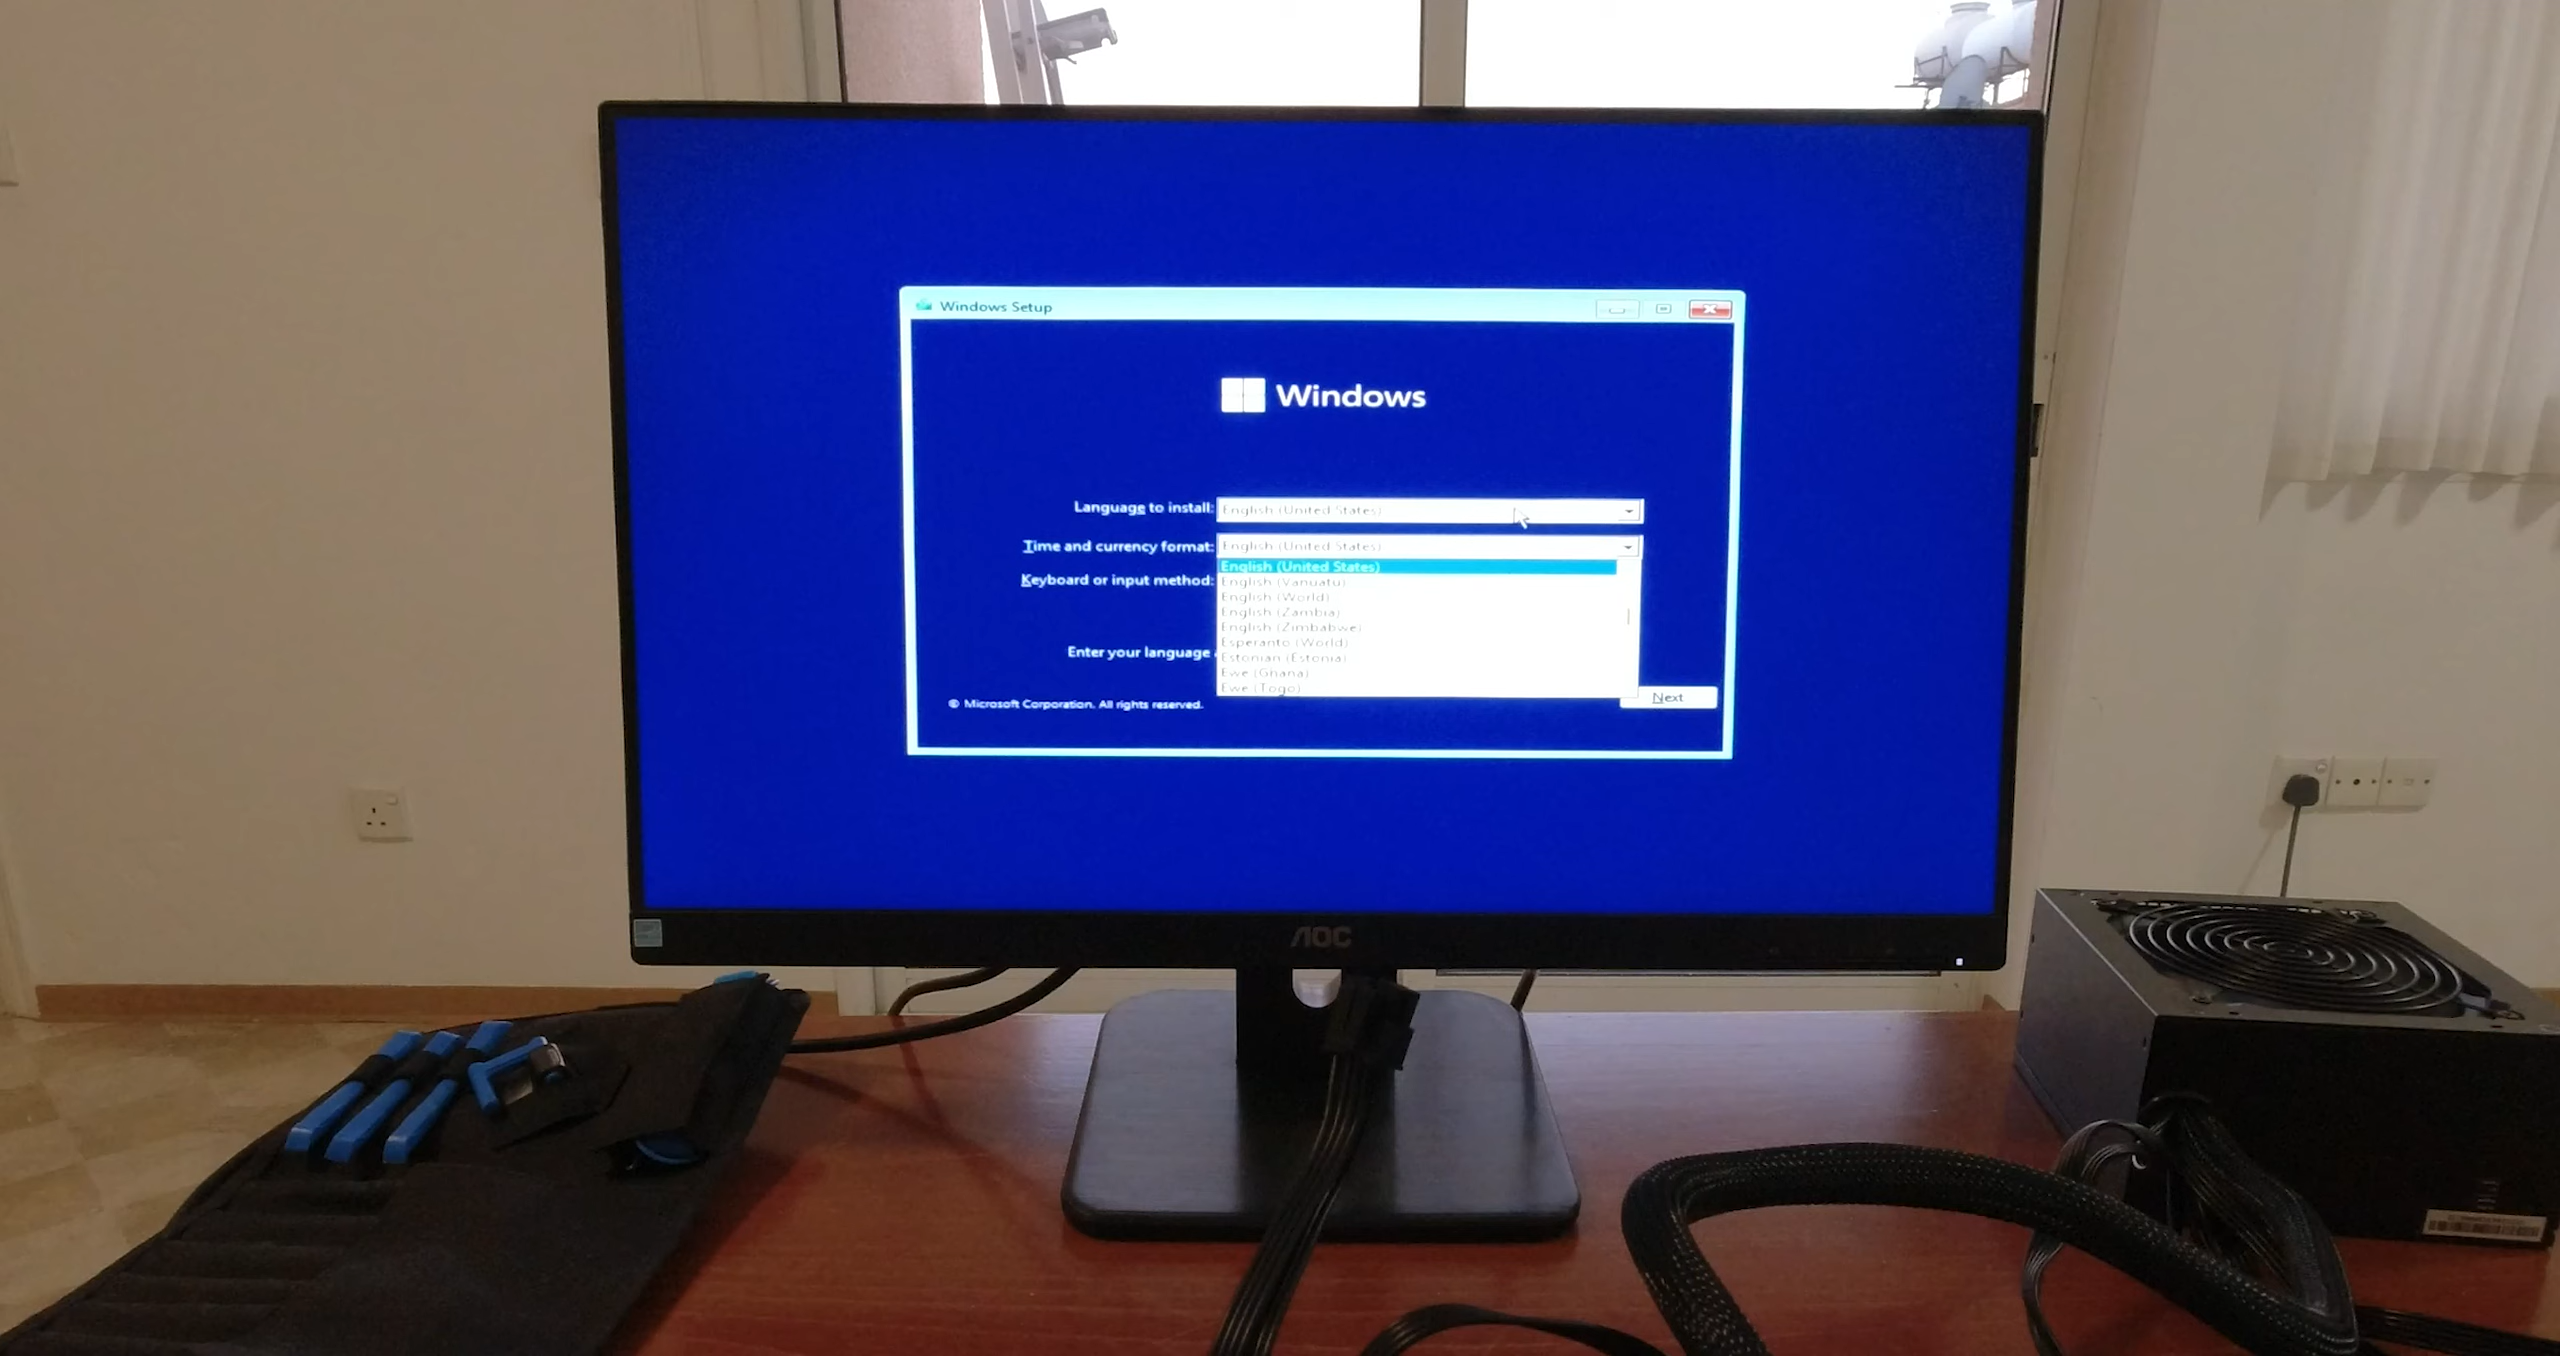 Windows Setup
Windows
Language to install: English (United States)
Time and currency format: English (United States)
English (United States)
Keyboard or input method:
English (Vanuatu)
English (World)
English (Zambia)
English (Zimbabwe)
Esperanto (World)
Enter your language
Estonian (Estonia)
Ewe (Ghana)
Ewe (Togo)
Next
© Microsoft Corporation. All rights reserved.
AOC